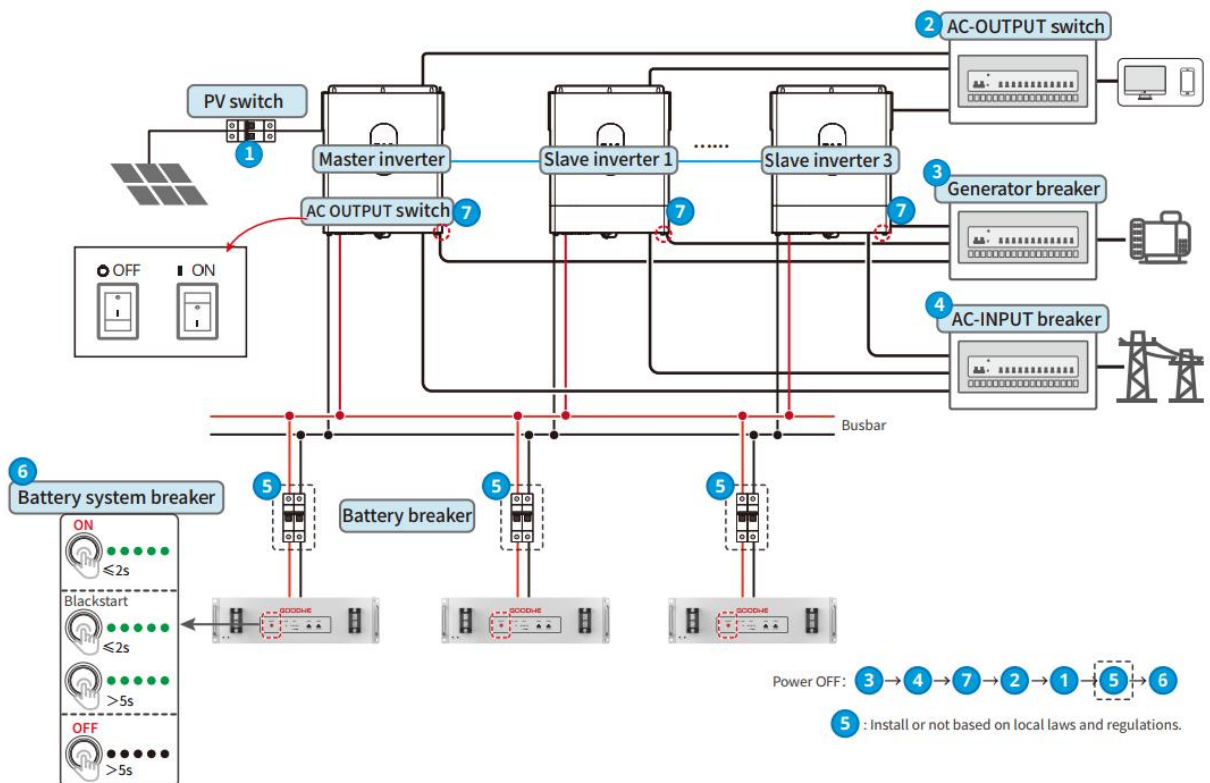 2 AC-OUTPUT switch
PV switch
1
Master inverter
Slave inverter 1
......
Slave inverter 3
3 Generator breaker
AC OUTPUT switch 7
7
7
OFF
I ON
4 AC-INPUT breaker
Busbar
6
Battery system breaker
5
Battery breaker
5
5
ON
≤2s
Blackstart
≤2s
>5s
OFF
>5s
GOODWE
GOODWE
GOODWE
Power OFF: 3→4→7→2→1→5→6
5 : Install or not based on local laws and regulations.